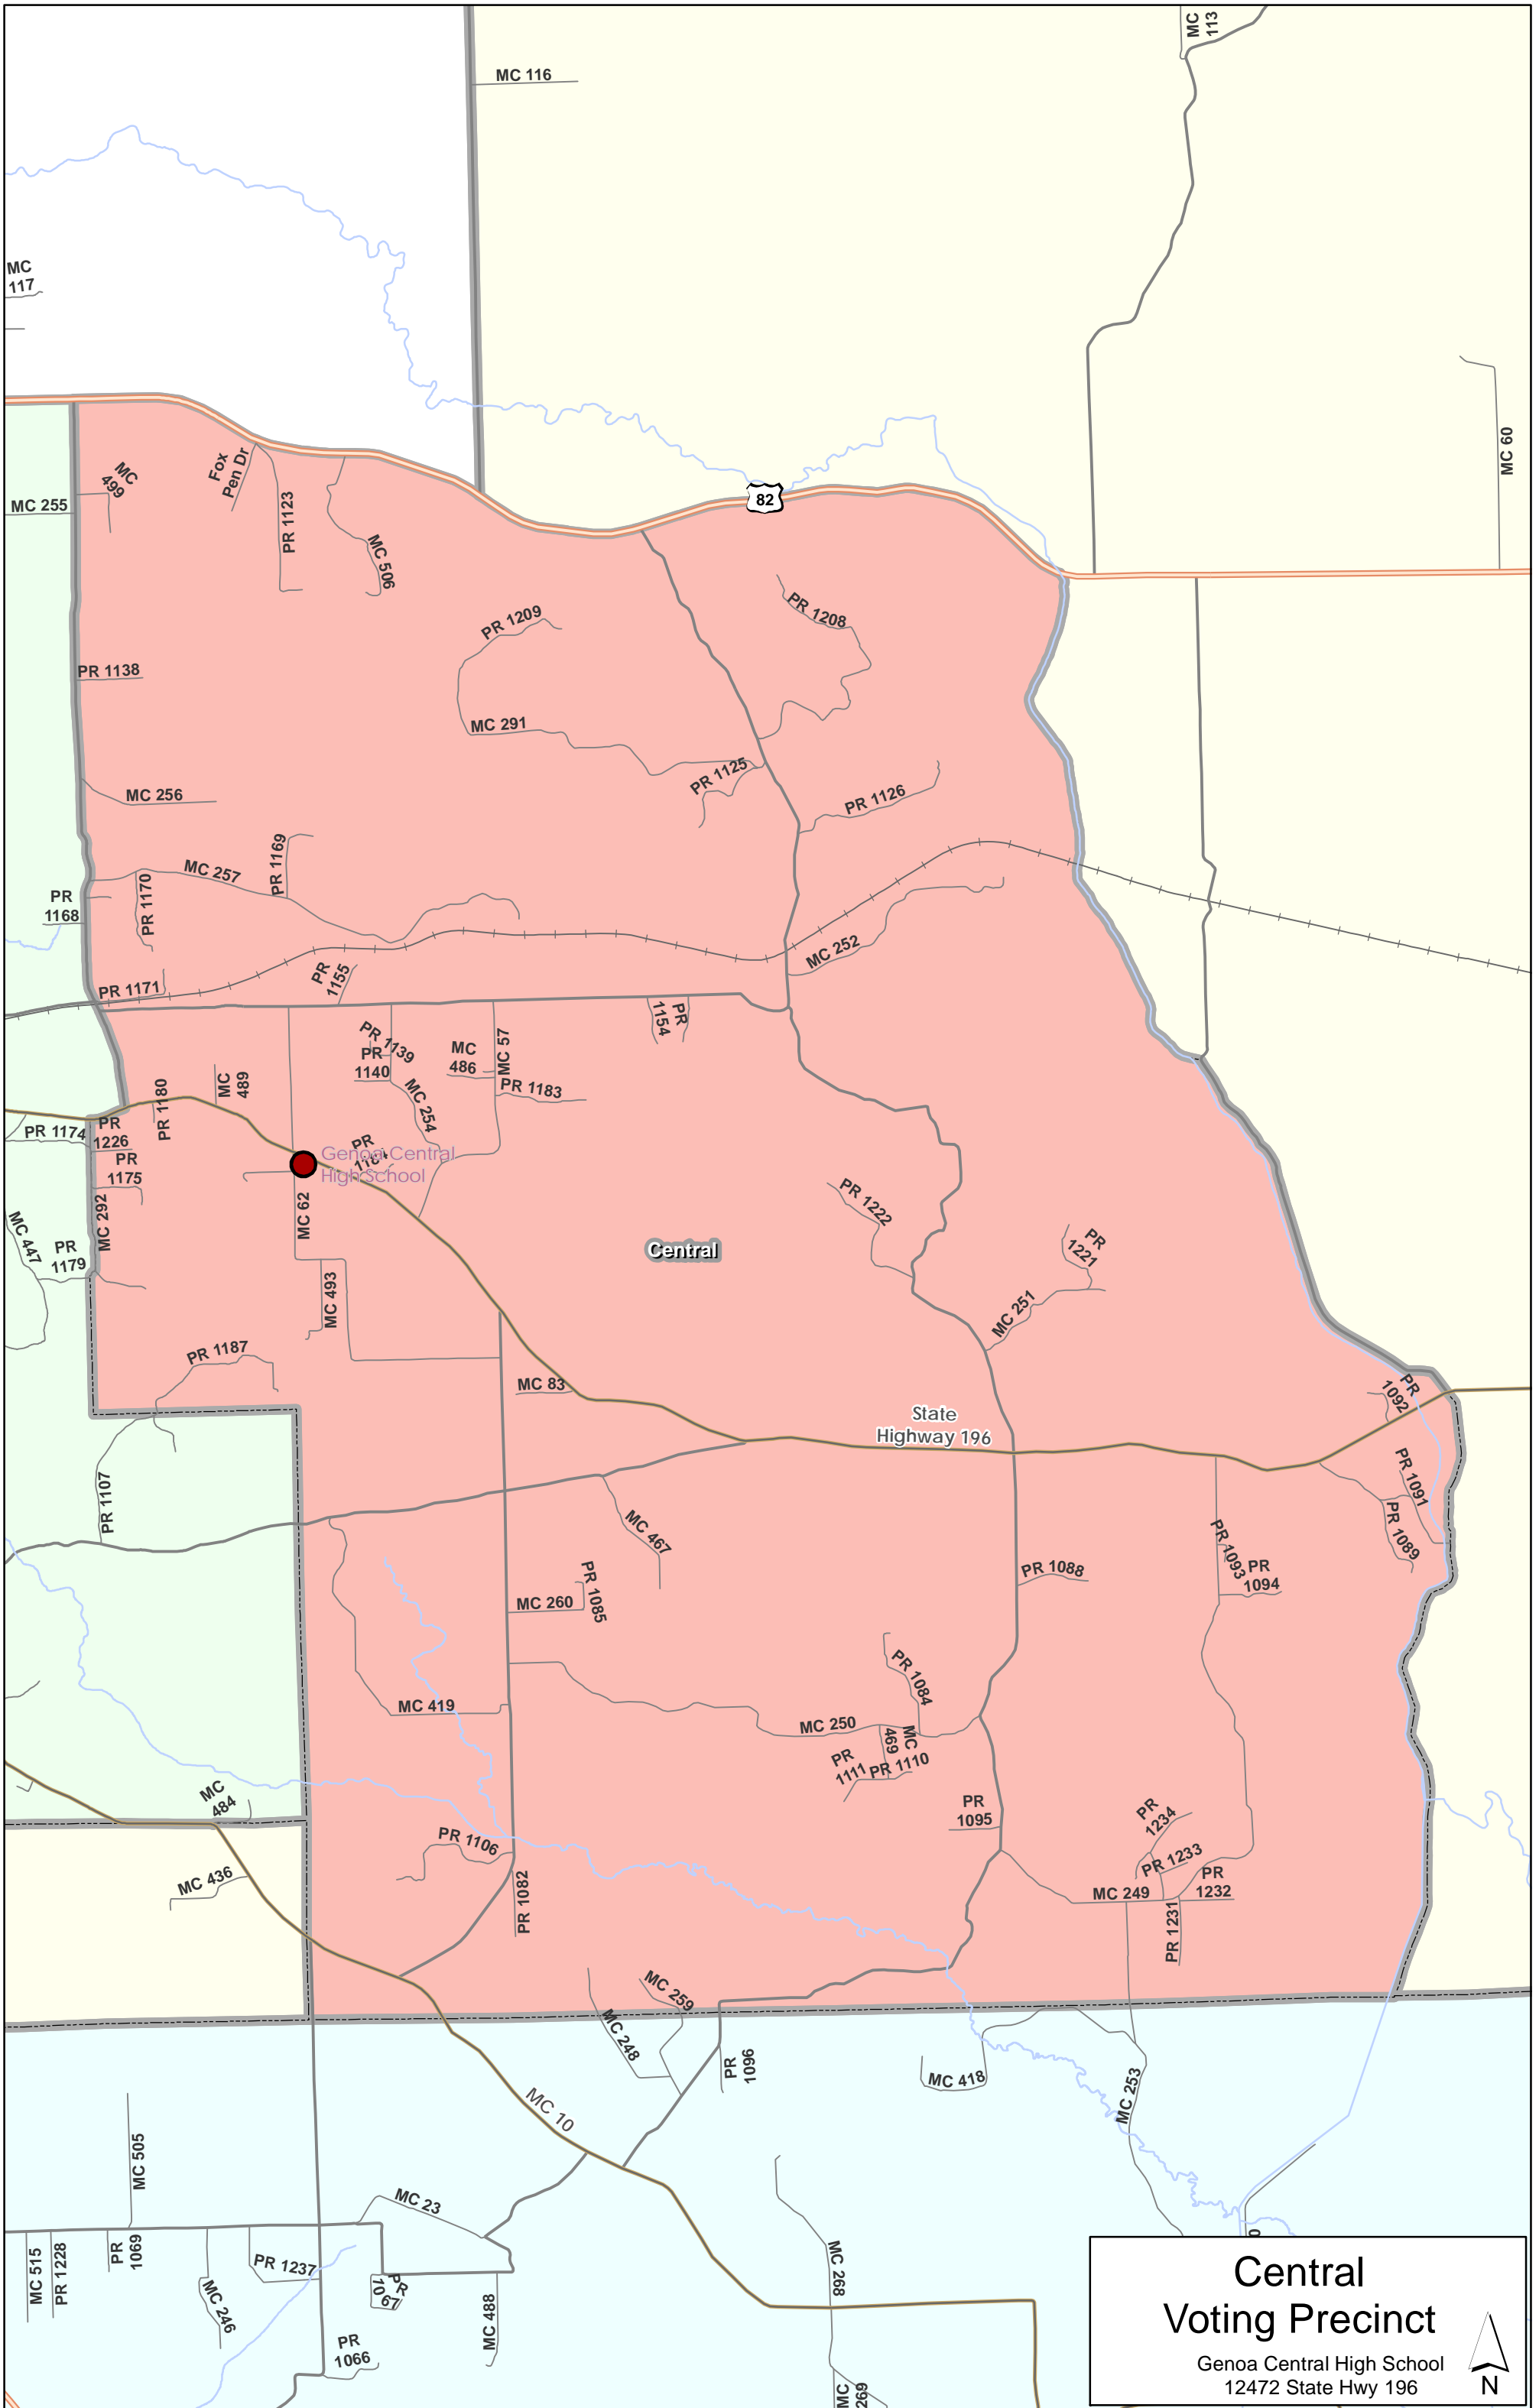 MC
113
MC 116
MC
117
MC 60
82
Fox
Pen Dr
MC
499
MC 255
PR 1123
MC 506
PR 1209
PR 1208
PR 1138
MC 291
PR 1125
PR 1126
MC 256
PR 1169
MC 257
PR 1170
PR
1168
MC 252
PR
1155
PR 1171
PR
1154
PR 1139
PR
1140
MC
486
MC 57
PR 1183
MC
489
PR 1180
MC 254
PR 1174
PR
1226
PR
1175
PR
1184
Genoa Central
High School
MC 292
MC 62
MC 447
PR
1179
PR 1222
PR
1221
Central
MC 493
MC 251
PR 1187
MC 83
PR
1092
State
Highway 196
PR 1107
PR 1091
PR 1089
MC 467
PR 1093
PR
1094
PR 1088
PR 1085
MC 260
PR 1084
MC 419
MC 250
MC
469
PR
1111
PR 1110
MC
484
PR
1095
PR
1234
PR 1106
PR 1233
PR
1232
MC 436
MC 249
PR 1082
PR 1231
MC 259
MC 248
PR
1096
MC 418
MC 253
MC 10
MC 505
MC 23
MC 515
PR 1228
PR
1069
PR 1237
MC 246
PR
1067
MC 488
MC 268
PR
1066
MC
269
Central
Voting Precinct
Genoa Central High School
12472 State Hwy 196
N